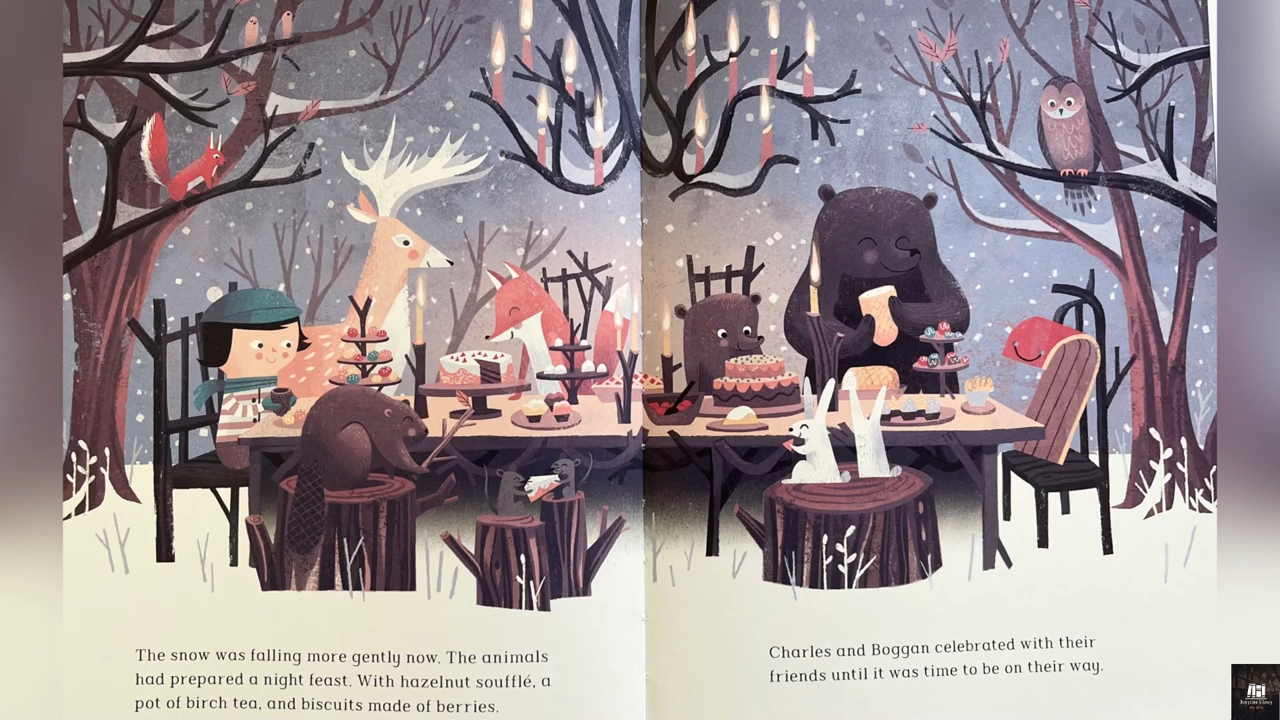 The snow was falling more gently now. The animals
had prepared a night feast. With hazelnut soufflé, a
pot of birch tea, and biscuits made of berries.
Charles and Boggan celebrated with their
friends until it was time to be on their way.